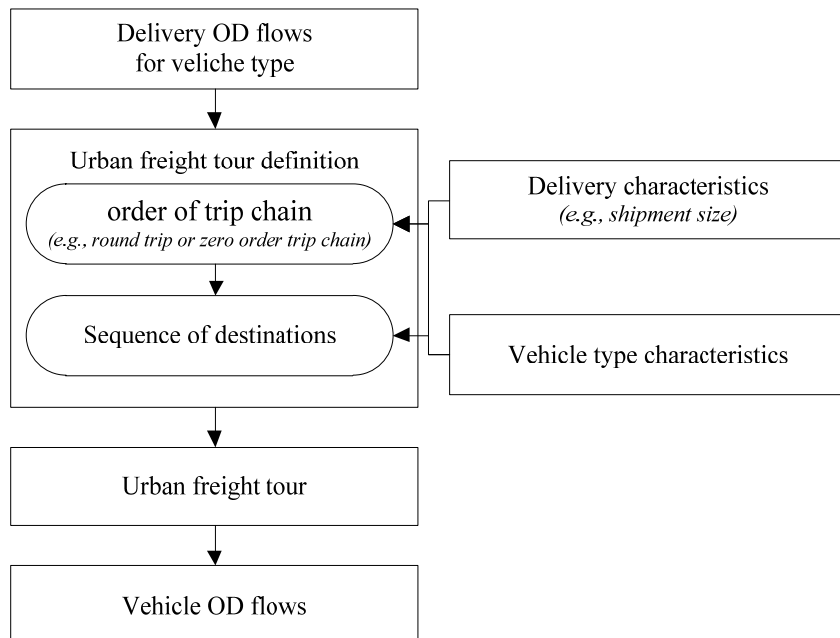 Delivery OD flows
for veliche type
Urban freight tour definition
order of trip chain
(e.g., round trip or zero order trip chain)
Sequence of destinations
Delivery characteristics
(e.g., shipment size)
Vehicle type characteristics
Urban freight tour
Vehicle OD flows